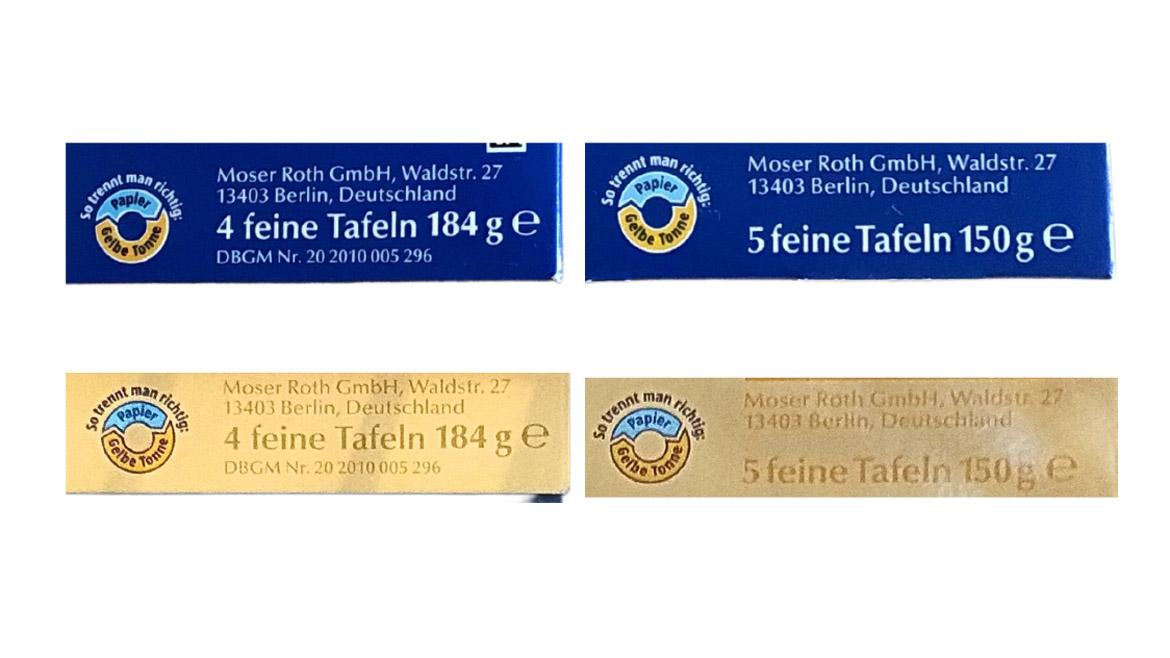 So trennt man richtig:
Papier
Gelbe Tonne
Moser Roth GmbH, Waldstr. 27
13403 Berlin, Deutschland
4 feine Tafeln 184 g ℮
DBGM Nr. 20 2010 005 296
So trennt man richtig:
Papier
Gelbe Tonne
Moser Roth GmbH, Waldstr. 27
13403 Berlin, Deutschland
5 feine Tafeln 150 g ℮
So trennt man richtig:
Papier
Gelbe Tonne
Moser Roth GmbH, Waldstr. 27
13403 Berlin, Deutschland
4 feine Tafeln 184 g ℮
DBGM Nr. 20 2010 005 296
So trennt man richtig:
Papier
Gelbe Tonne
Moser Roth GmbH, Waldstr. 27
13403 Berlin, Deutschland
5 feine Tafeln 150 g ℮